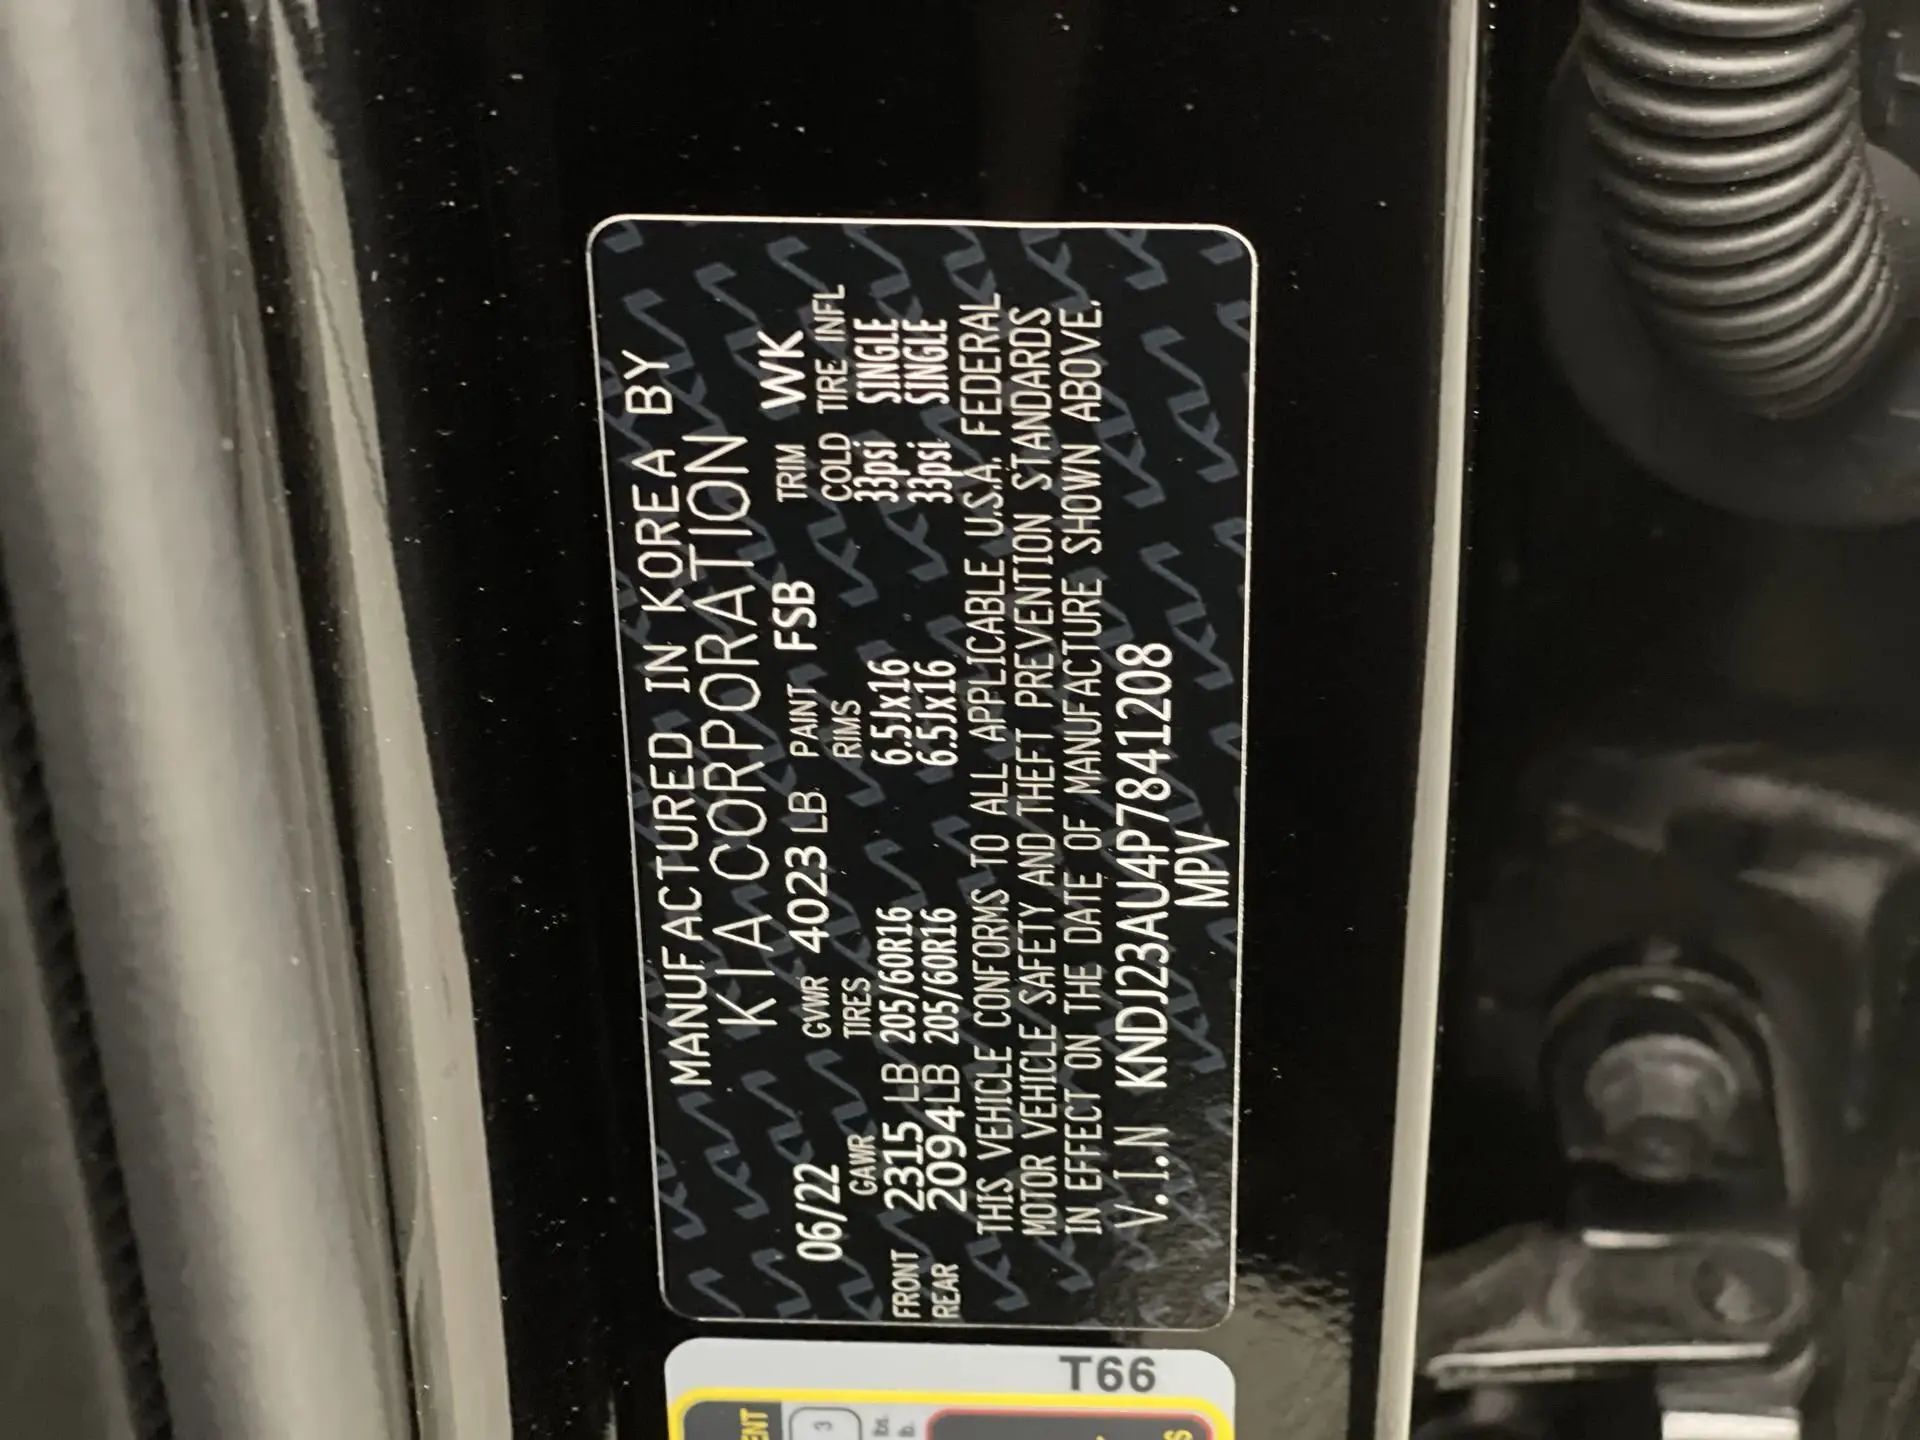 MANUFACTURED IN KOREA BY
KIA CORPORATION
06/22 GVWR 4023 LB PAINT FSB TRIM WK
GAWR TIRES RIMS COLD TIRE INFL
FRONT 2315 LB 205/60R16 6.5Jx16 33psi SINGLE
REAR 2094LB 205/60R16 6.5Jx16 33psi SINGLE
THIS VEHICLE CONFORMS TO ALL APPLICABLE U.S.A. FEDERAL
MOTOR VEHICLE SAFETY AND THEFT PREVENTION STANDARDS
IN EFFECT ON THE DATE OF MANUFACTURE SHOWN ABOVE.
V.I.N KNDJ23AU4P7841208
MPV
T66
3